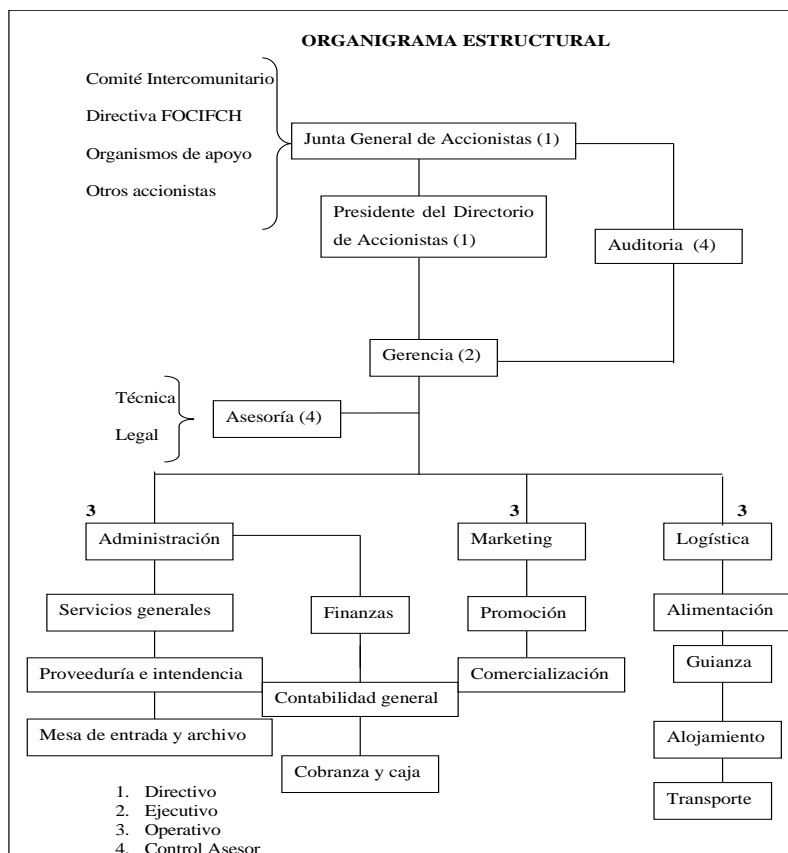 ORGANIGRAMA ESTRUCTURAL
Comité Intercomunitario
Directiva FOCIFCH
Organismos de apoyo
Otros accionistas
Junta General de Accionistas (1)
Presidente del Directorio
de Accionistas (1)
Auditoria (4)
Gerencia (2)
Técnica
Legal
Asesoría (4)
3
Administración
3
Marketing
3
Logística
Servicios generales
Finanzas
Promoción
Alimentación
Proveeduría e intendencia
Contabilidad general
Comercialización
Guianza
Mesa de entrada y archivo
Cobranza y caja
Alojamiento
Transporte
1. Directivo
2. Ejecutivo
3. Operativo
4. Control Asesor